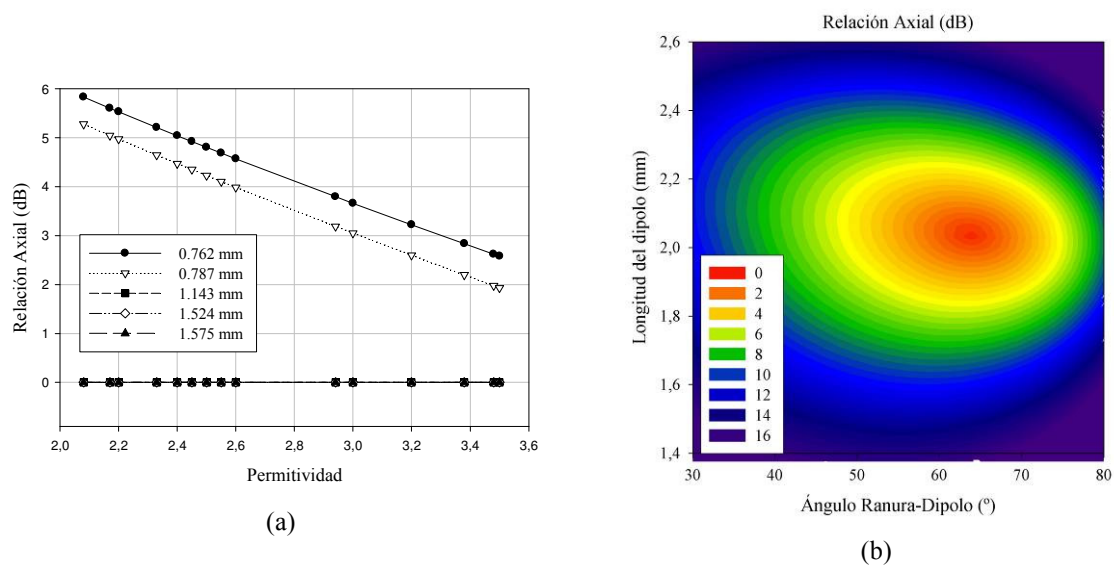 6
5
4
3
2
1
0
Relación Axial (dB)
0.762 mm
0.787 mm
1.143 mm
1.524 mm
1.575 mm
2,0 2,2 2,4 2,6 2,8 3,0 3,2 3,4 3,6
Permitividad
(a)
Relación Axial (dB)
2,6
2,4
2,2
2,0
1,8
1,6
1,4
Longitud del dipolo (mm)
0
2
4
6
8
10
12
14
16
30 40 50 60 70 80
Ángulo Ranura-Dipolo (º)
(b)